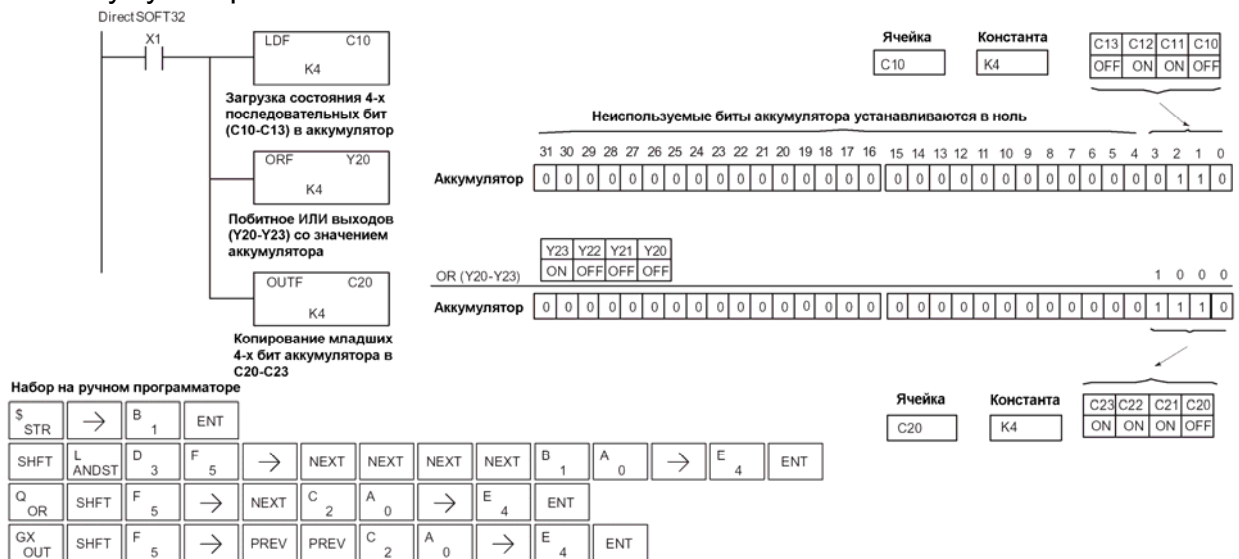 DirectSOFT32
X1
LDF C10
K4
Загрузка состояния 4-х
последовательных бит
(C10-C13) в аккумулятор
ORF Y20
K4
Побитное ИЛИ выходов
(Y20-Y23) со значением
аккумулятора
OUTF C20
K4
Копирование младших
4-х бит аккумулятора в
C20-C23
Ячейка Константа
C10 K4
C13 C12 C11 C10
OFF ON ON OFF
Неиспользуемые биты аккумулятора устанавливаются в ноль
31 30 29 28 27 26 25 24 23 22 21 20 19 18 17 16 15 14 13 12 11 10 9 8 7 6 5 4 3 2 1 0
Аккумулятор 0 0 0 0 0 0 0 0 0 0 0 0 0 0 0 0 0 0 0 0 0 0 0 0 0 0 0 0 0 1 1 0
Y23 Y22 Y21 Y20
ON OFF OFF OFF
OR (Y20-Y23) 1 0 0 0
Аккумулятор 0 0 0 0 0 0 0 0 0 0 0 0 0 0 0 0 0 0 0 0 0 0 0 0 0 0 0 0 1 1 1 0
Ячейка Константа
C20 K4
C23 C22 C21 C20
ON ON ON OFF
Набор на ручном программаторе
$ STR → B 1 ENT
SHFT L ANDST D 3 F 5 → NEXT NEXT NEXT NEXT B 1 A 0 → E 4 ENT
Q OR SHFT F 5 → NEXT C 2 A 0 → E 4 ENT
GX OUT SHFT F 5 → PREV PREV C 2 A 0 → E 4 ENT